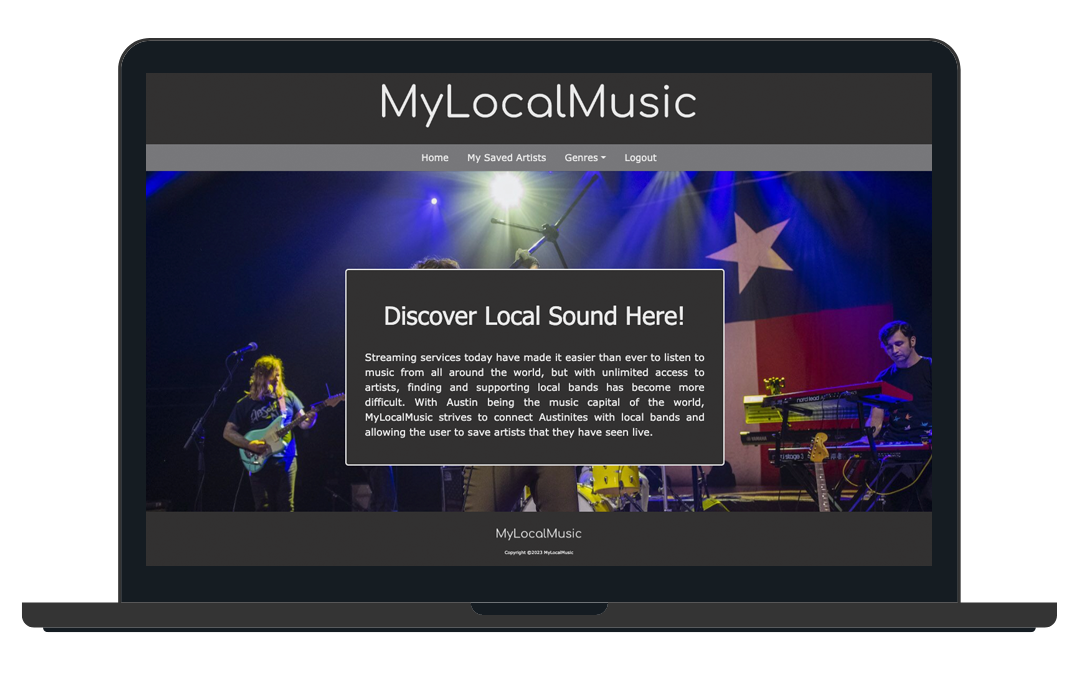 MyLocalMusic
Home My Saved Artists Genres Logout
Discover Local Sound Here!
Streaming services today have made it easier than ever to listen to
music from all around the world, but with unlimited access to
artists, finding and supporting local bands has become more
difficult. With Austin being the music capital of the world,
MyLocalMusic strives to connect Austinites with local bands and
allowing the user to save artists that they have seen live.
nord lead
stage
MyLocalMusic
Copyright ©2023 MyLocalMusic